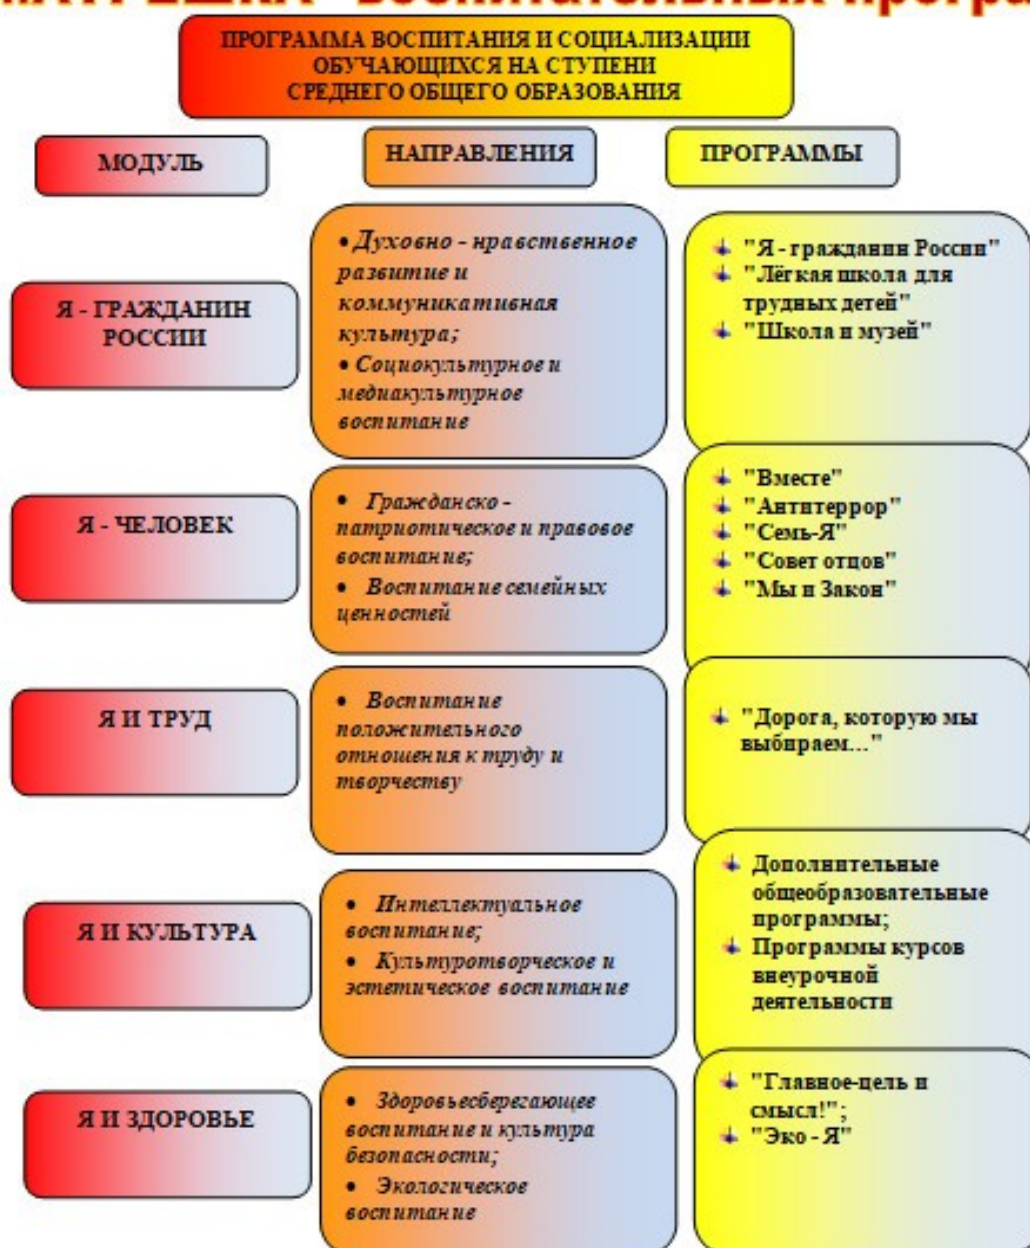 МАТРЕШКА" воспитательных програм
ПРОГРАММА ВОСПИТАНИЯ И СОЦИАЛИЗАЦИИ
ОБУЧАЮЩИХСЯ НА СТУПЕНИ
СРЕДНЕГО ОБЩЕГО ОБРАЗОВАНИЯ
МОДУЛЬ
НАПРАВЛЕНИЯ
ПРОГРАММЫ
Я - ГРАЖДАНИН
РОССИИ
• Духовно - нравственное
развитие и
коммуникативная
культура;
• Социокультурное и
медиакультурное
воспитание
"Я - гражданин России"
"Лёгкая школа для
трудных детей"
"Школа и музей"
Я - ЧЕЛОВЕК
• Гражданско -
патриотическое и правовое
воспитание;
• Воспитание семейных
ценностей
"Вместе"
"Антитеррор"
"Семь-Я"
"Совет отцов"
"Мы и Закон"
Я И ТРУД
• Воспитание
положительного
отношения к труду и
творчеству
"Дорога, которую мы
выбираем..."
Я И КУЛЬТУРА
• Интеллектуальное
воспитание;
• Культуротворческое и
эстетическое воспитание
Дополнительные
общеобразовательные
программы;
Программы курсов
внеурочной
деятельности
Я И ЗДОРОВЬЕ
• Здоровьесберегающее
воспитание и культура
безопасности;
• Экологическое
воспитание
"Главное-цель и
смысл!";
"Эко - Я"